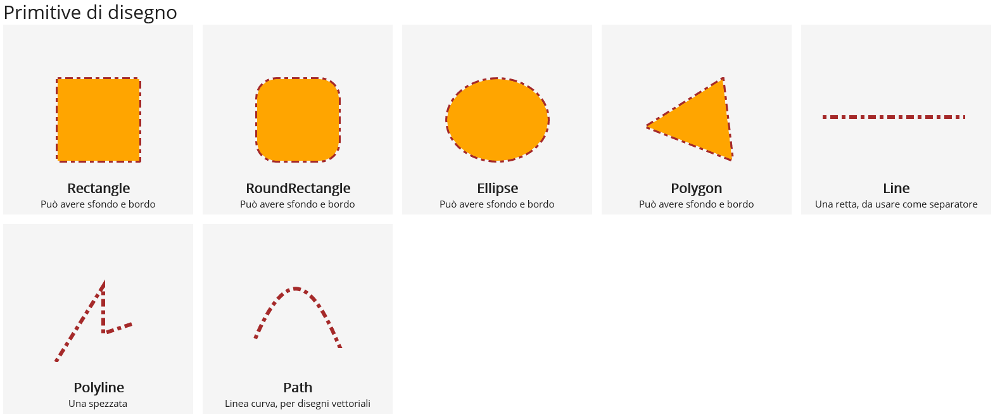 Primitive di disegno
Rectangle
Può avere sfondo e bordo
RoundRectangle
Può avere sfondo e bordo
Ellipse
Può avere sfondo e bordo
Polygon
Può avere sfondo e bordo
Line
Una retta, da usare come separatore
Polyline
Una spezzata
Path
Linea curva, per disegni vettoriali